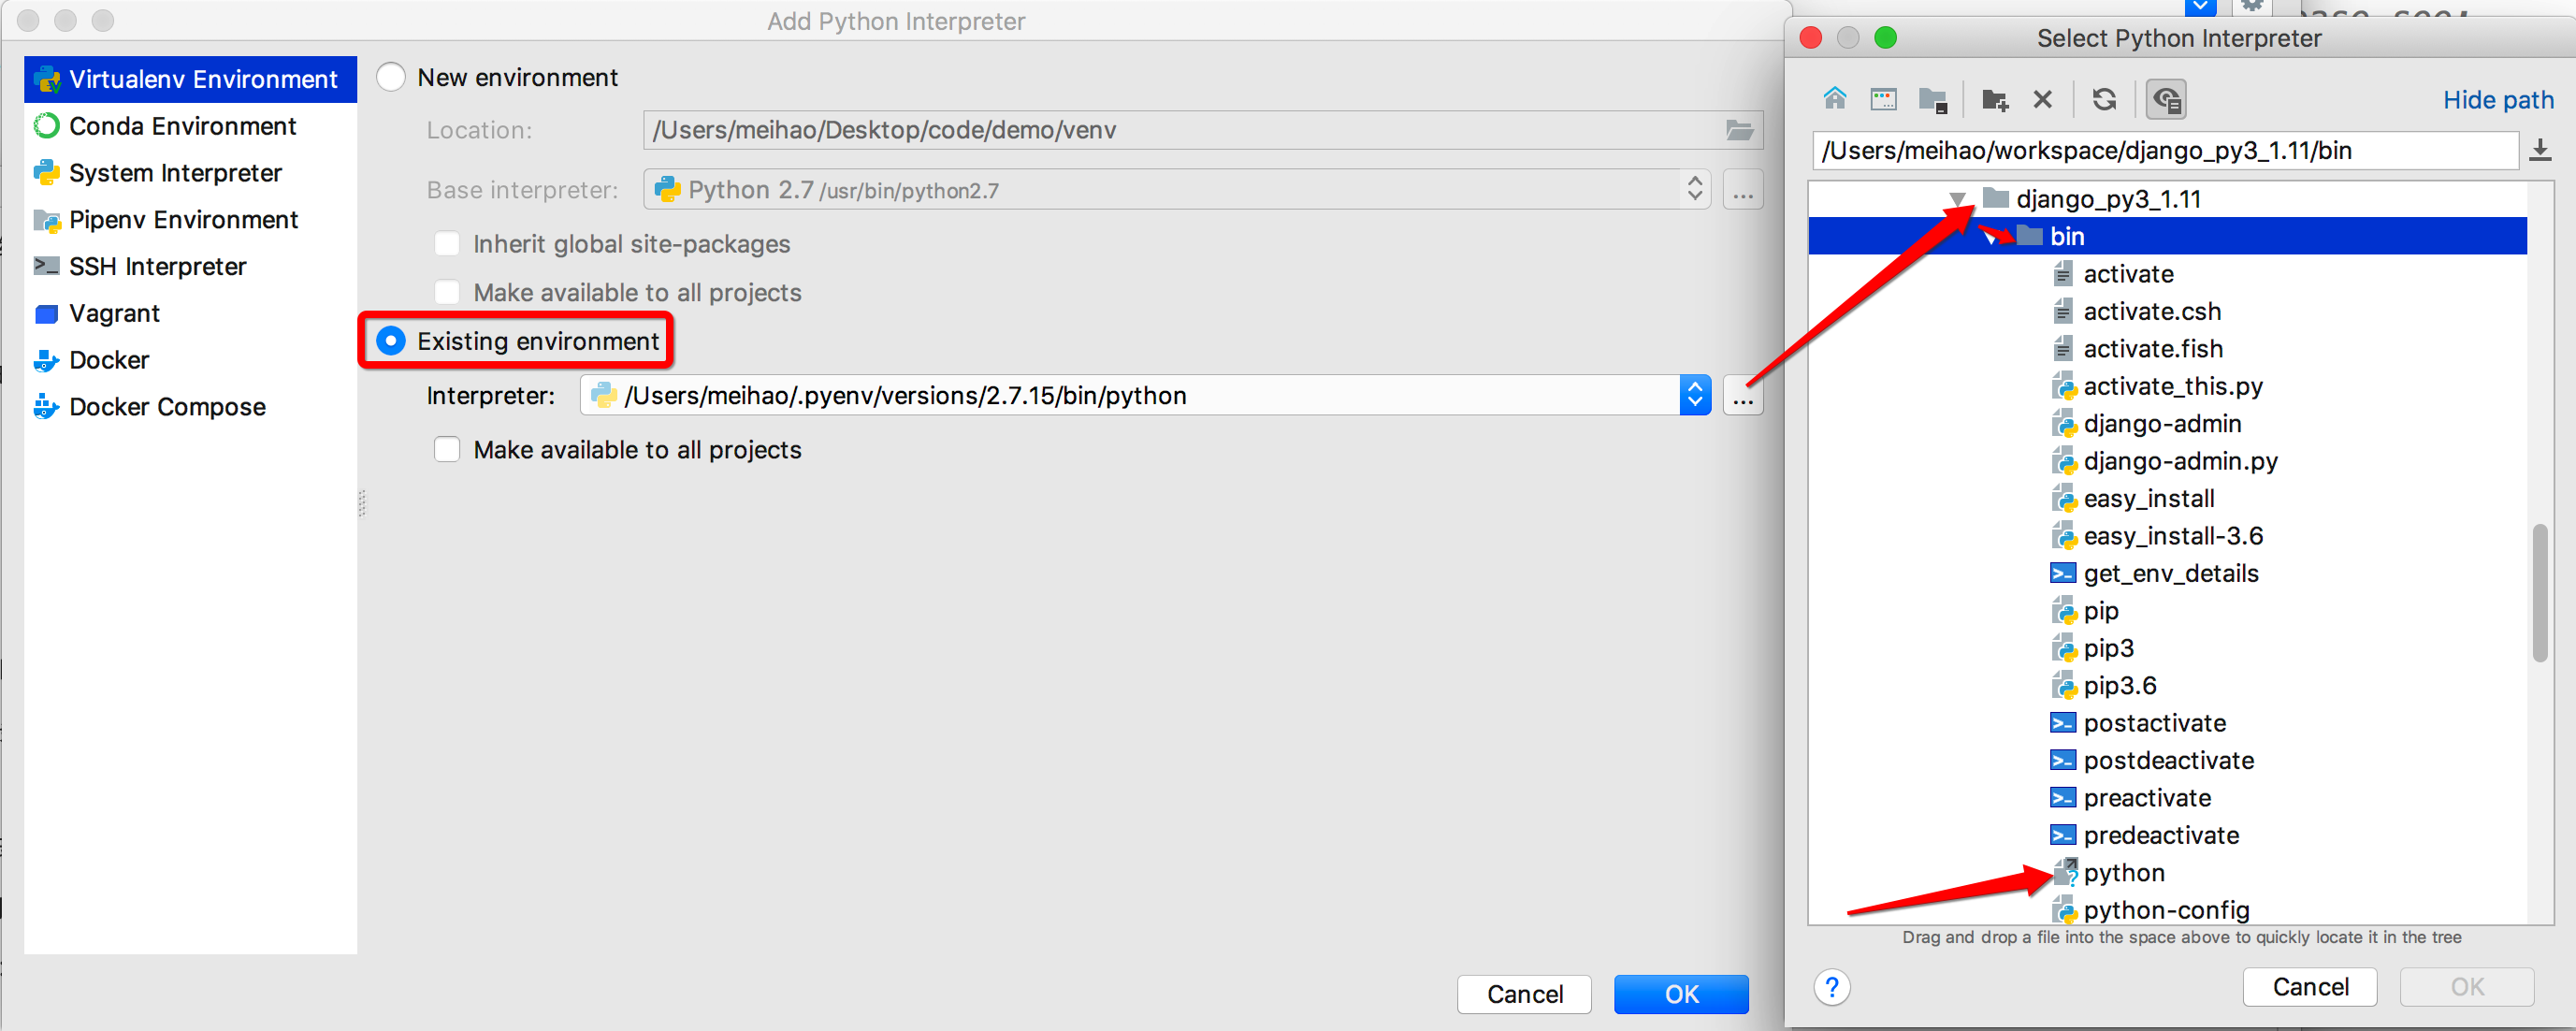 Add Python Interpreter
Virtualenv Environment
Conda Environment
System Interpreter
Pipenv Environment
SSH Interpreter
Vagrant
Docker
Docker Compose
New environment
Location: /Users/meihao/Desktop/code/demo/venv
Base interpreter: Python 2.7 /usr/bin/python2.7 ...
Inherit global site-packages
Make available to all projects
Existing environment
Interpreter: /Users/meihao/.pyenv/versions/2.7.15/bin/python ...
Make available to all projects
Cancel OK
Select Python Interpreter
Hide path
/Users/meihao/workspace/django_py3_1.11/bin
django_py3_1.11
bin
activate
activate.csh
activate.fish
activate_this.py
django-admin
django-admin.py
easy_install
easy_install-3.6
get_env_details
pip
pip3
pip3.6
postactivate
postdeactivate
preactivate
predeactivate
python
python-config
Drag and drop a file into the space above to quickly locate it in the tree
? Cancel OK